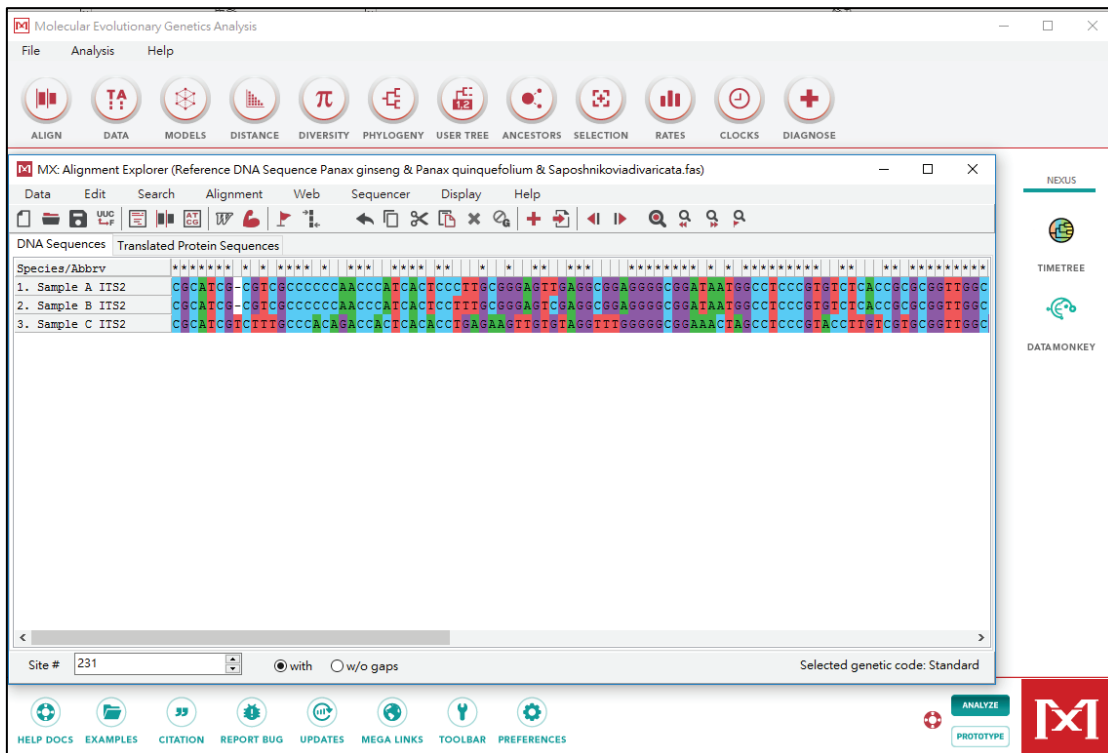 Molecular Evolutionary Genetics Analysis
File Analysis Help
TA π 1,2
ALIGN DATA MODELS DISTANCE DIVERSITY PHYLOGENY USER TREE ANCESTORS SELECTION RATES CLOCKS DIAGNOSE
MX: Alignment Explorer (Reference DNA Sequence Panax ginseng & Panax quinquefolium & Saposhnikoviadivaricata.fas)
Data Edit Search Alignment Web Sequencer Display Help
DNA Sequences Translated Protein Sequences
Species/Abbrv
1. Sample A ITS2 CGCATCG-CGTCGCCCCCCAACCCATCACTCCCTTGCGGGAGTTGAGGCGGAGGGGCGGATAATGGCCTCCCGTGTCTCACCGCGCGGTTGGC
2. Sample B ITS2 CGCATCG-CGTCGCCCCCCAACCCATCACTCCTTTGCGGGAGTCGAGGCGGAGGGGCGGATAATGGCCTCCCGTGTCTCACCGCGCGGTTGGC
3. Sample C ITS2 CGCATCGTCTTTGCCCACAGACCACTCACACCTGAGAAGTTGTGTAGGTTTGGGGGCGGAAACTAGCCTCCCGTACCTTGTCGTGCGGTTGGC
Site # 231 with w/o gaps Selected genetic code: Standard
NEXUS
TIMETREE
DATAMONKEY
HELP DOCS EXAMPLES CITATION REPORT BUG UPDATES MEGA LINKS TOOLBAR PREFERENCES
ANALYZE
PROTOTYPE